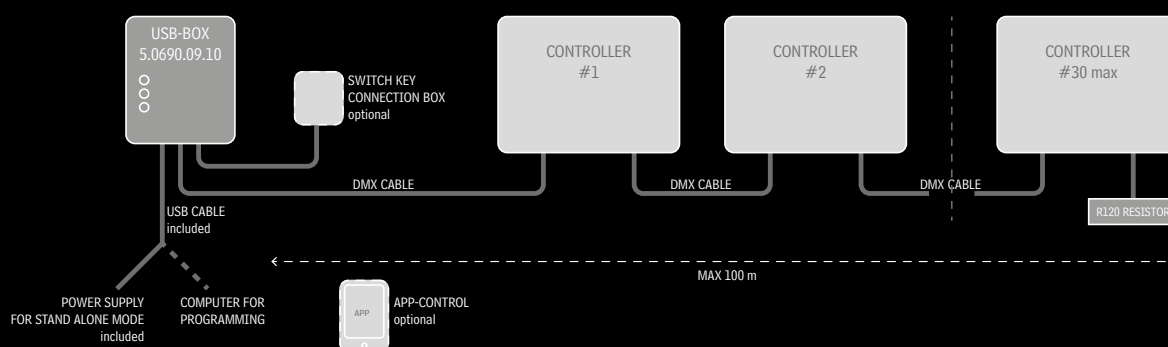 USB-BOX
5.0690.09.10
SWITCH KEY
CONNECTION BOX
optional
CONTROLLER
#1
CONTROLLER
#2
CONTROLLER
#30 max
DMX CABLE
DMX CABLE
DMX CABLE
R120 RESISTOR
USB CABLE
included
MAX 100 m
POWER SUPPLY
FOR STAND ALONE MODE
included
COMPUTER FOR
PROGRAMMING
APP
APP-CONTROL
optional